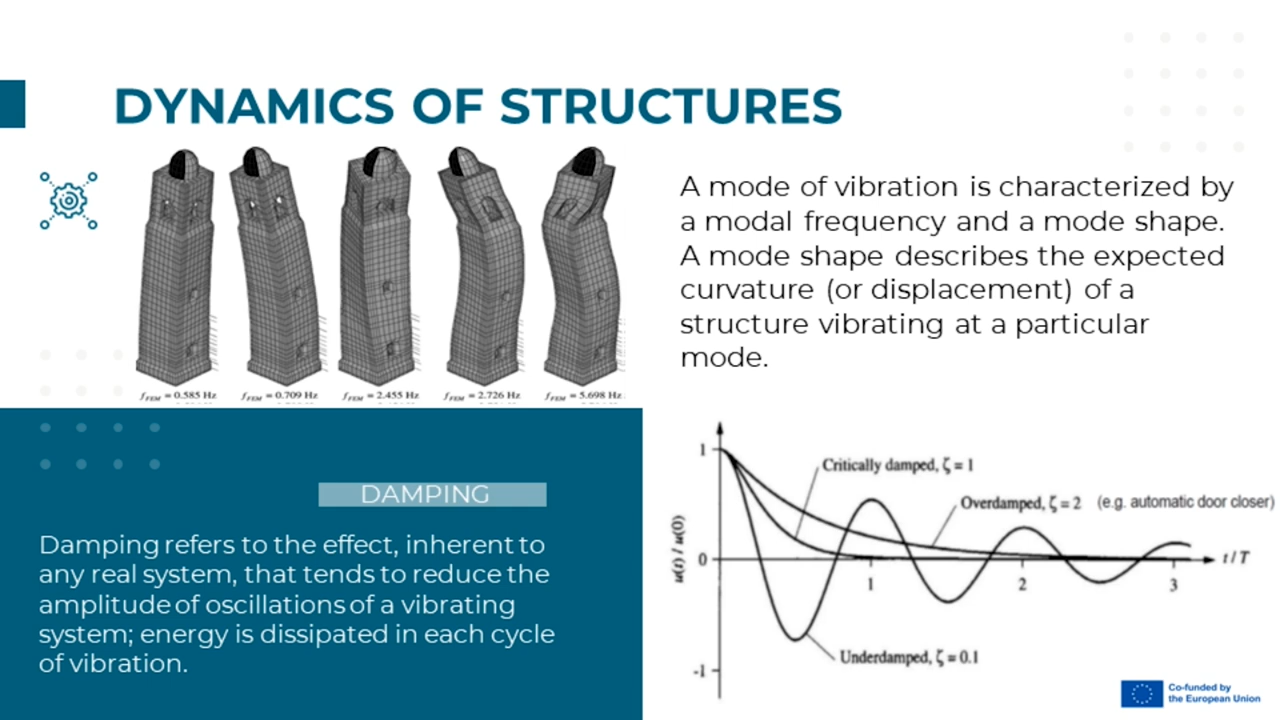 DYNAMICS OF STRUCTURES
A mode of vibration is characterized by
a modal frequency and a mode shape.
A mode shape describes the expected
curvature (or displacement) of a
structure vibrating at a particular
mode.
fFEM = 0.585 Hz
fFEM = 0.709 Hz
fFEM = 2.455 Hz
fFEM = 2.726 Hz
fFEM = 5.698 Hz
DAMPING
Damping refers to the effect, inherent to
any real system, that tends to reduce the
amplitude of oscillations of a vibrating
system; energy is dissipated in each cycle
of vibration.
1
Critically damped, ζ = 1
Overdamped, ζ = 2 (e.g. automatic door closer)
u(t) / u(0)
0
1
2
3
t / T
Underdamped, ζ = 0.1
-1
Co-funded by
the European Union